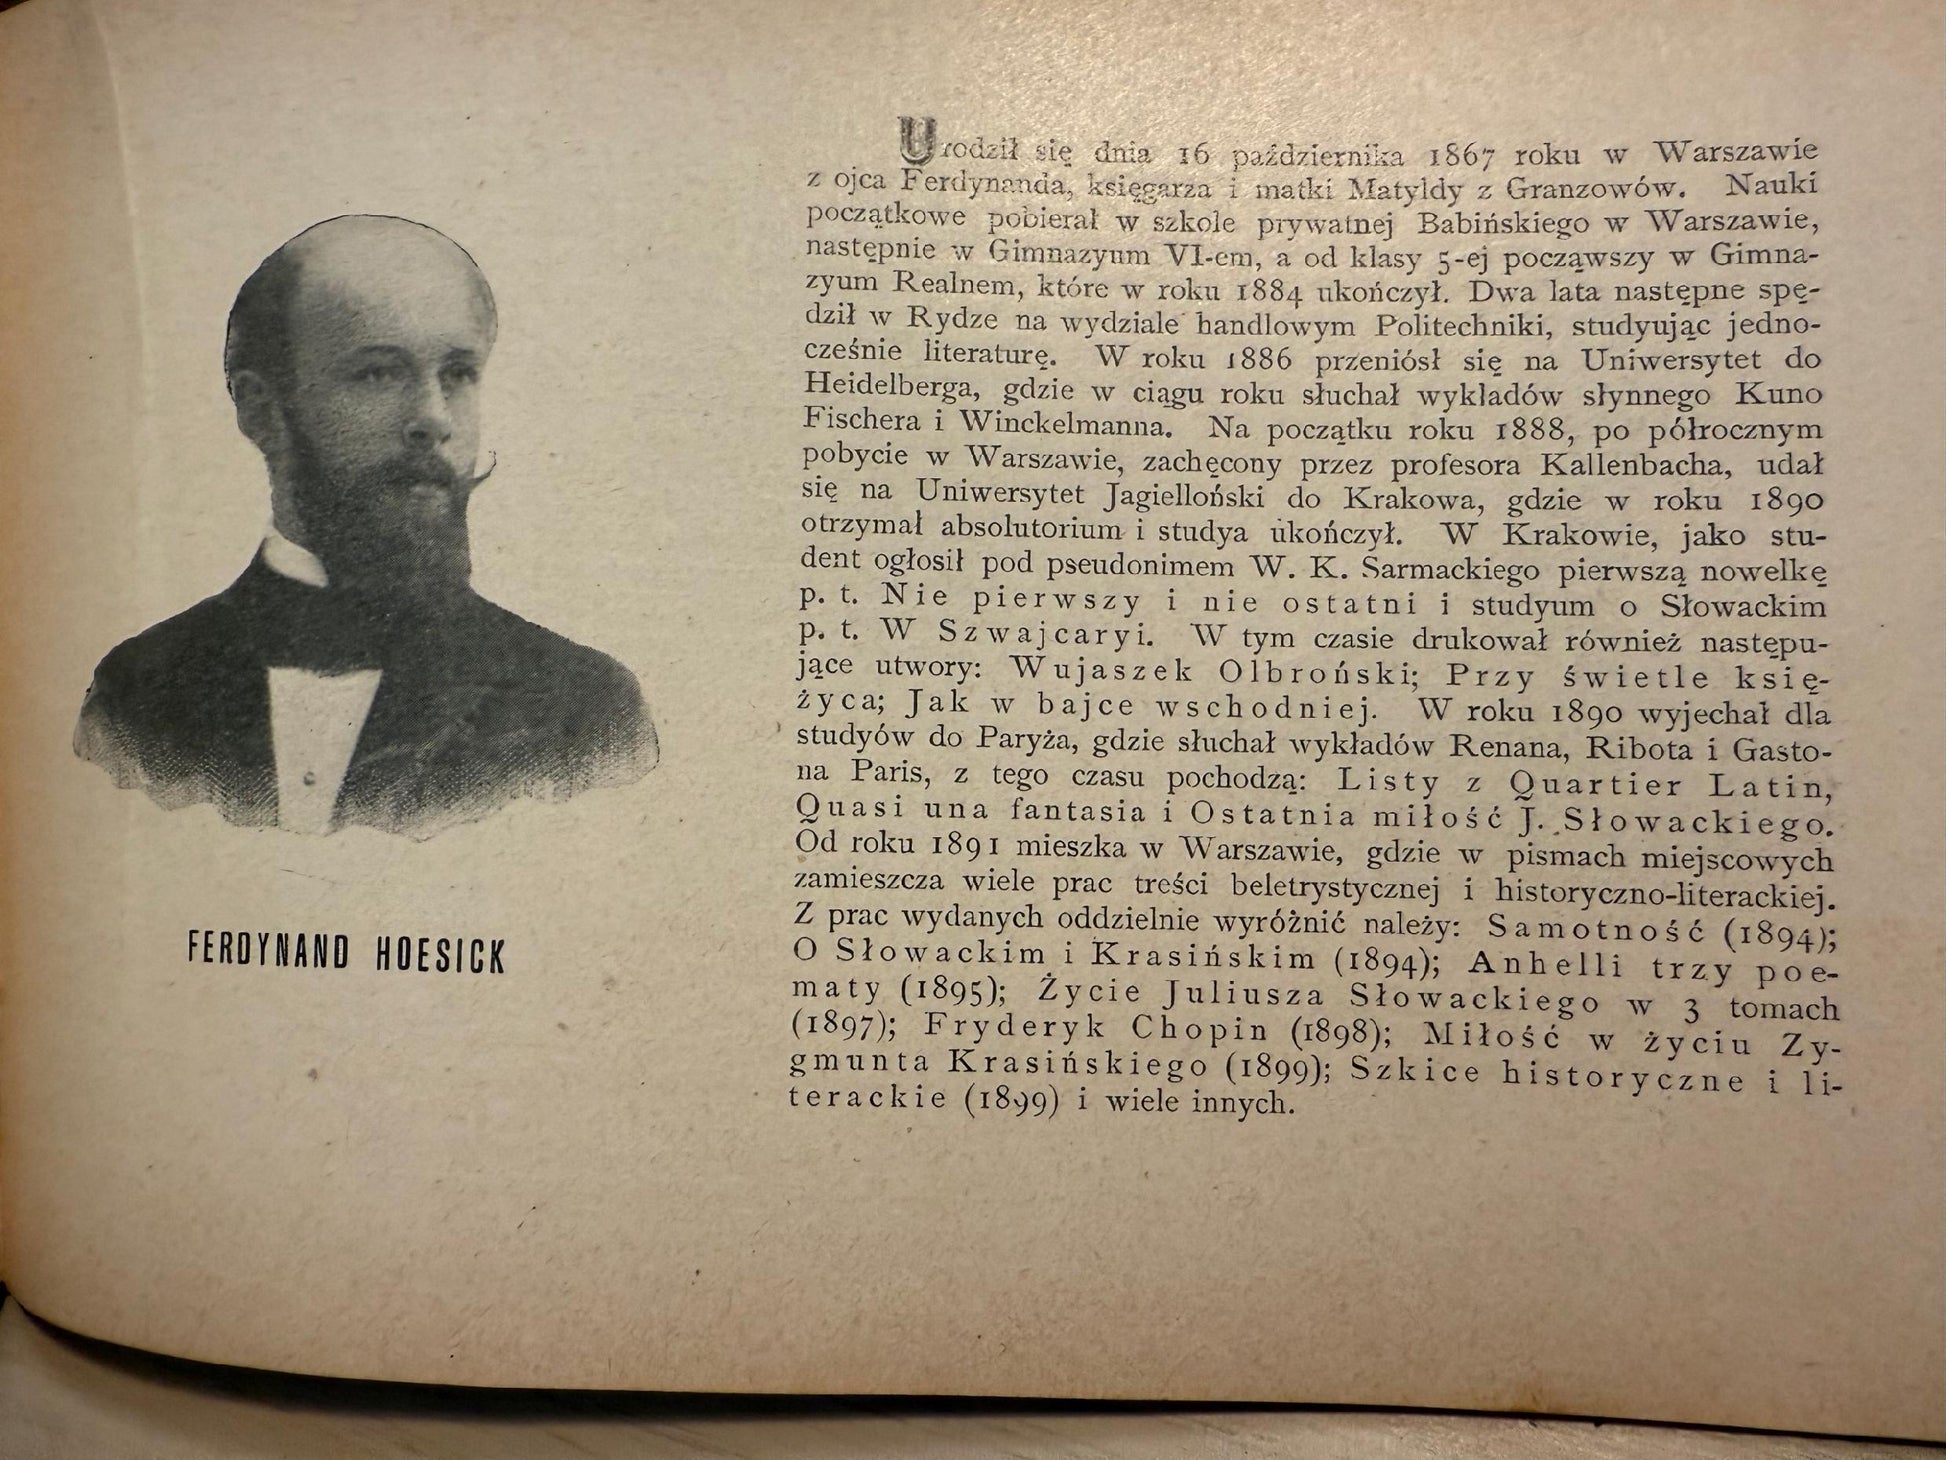 Urodził się dnia 16 października 1867 roku w Warszawie
z ojca Ferdynanda, księgarza i matki Matyldy z Granzowów. Nauki
początkowe pobierał w szkole prywatnej Babińskiego w Warszawie,
następnie w Gimnazyum VI-em, a od klasy 5-ej począwszy w Gimna-
zyum Realnem, które w roku 1884 ukończył. Dwa lata następne spę-
dził w Rydze na wydziale handlowym Politechniki, studyując jedno-
cześnie literaturę. W roku 1886 przeniósł się na Uniwersytet do
Heidelberga, gdzie w ciągu roku słuchał wykładów słynnego Kuno
Fischera i Winckelmanna. Na początku roku 1888, po półrocznym
pobycie w Warszawie, zachęcony przez profesora Kallenbacha, udał
się na Uniwersytet Jagielloński do Krakowa, gdzie w roku 1890
otrzymał absolutorium i studya ukończył. W Krakowie, jako stu-
dent ogłosił pod pseudonimem W. K. Sarmackiego pierwszą nowelkę
p. t. Nie pierwszy i nie ostatni i studyum o Słowackim
p. t. W Szwajcaryi. W tym czasie drukował również następu-
jące utwory: Wujaszek Olbroński; Przy świetle księ-
życa; Jak w bajce wschodniej. W roku 1890 wyjechał dla
studyów do Paryża, gdzie słuchał wykładów Renana, Ribota i Gasto-
na Paris, z tego czasu pochodzą: Listy z Quartier Latin,
Quasi una fantasia i Ostatnia miłość J. Słowackiego.
Od roku 1891 mieszka w Warszawie, gdzie w pismach miejscowych
zamieszcza wiele prac treści beletrystycznej i historyczno-literackiej.
Z prac wydanych oddzielnie wyróżnić należy: Samotność (1894);
O Słowackim i Krasińskim (1894); Anhelli trzy poe-
maty (1895); Życie Juliusza Słowackiego w 3 tomach
(1897); Fryderyk Chopin (1898); Miłość w życiu Zy-
gmunta Krasińskiego (1899); Szkice historyczne i li-
terackie (1899) i wiele innych.
FERDYNAND HOESICK